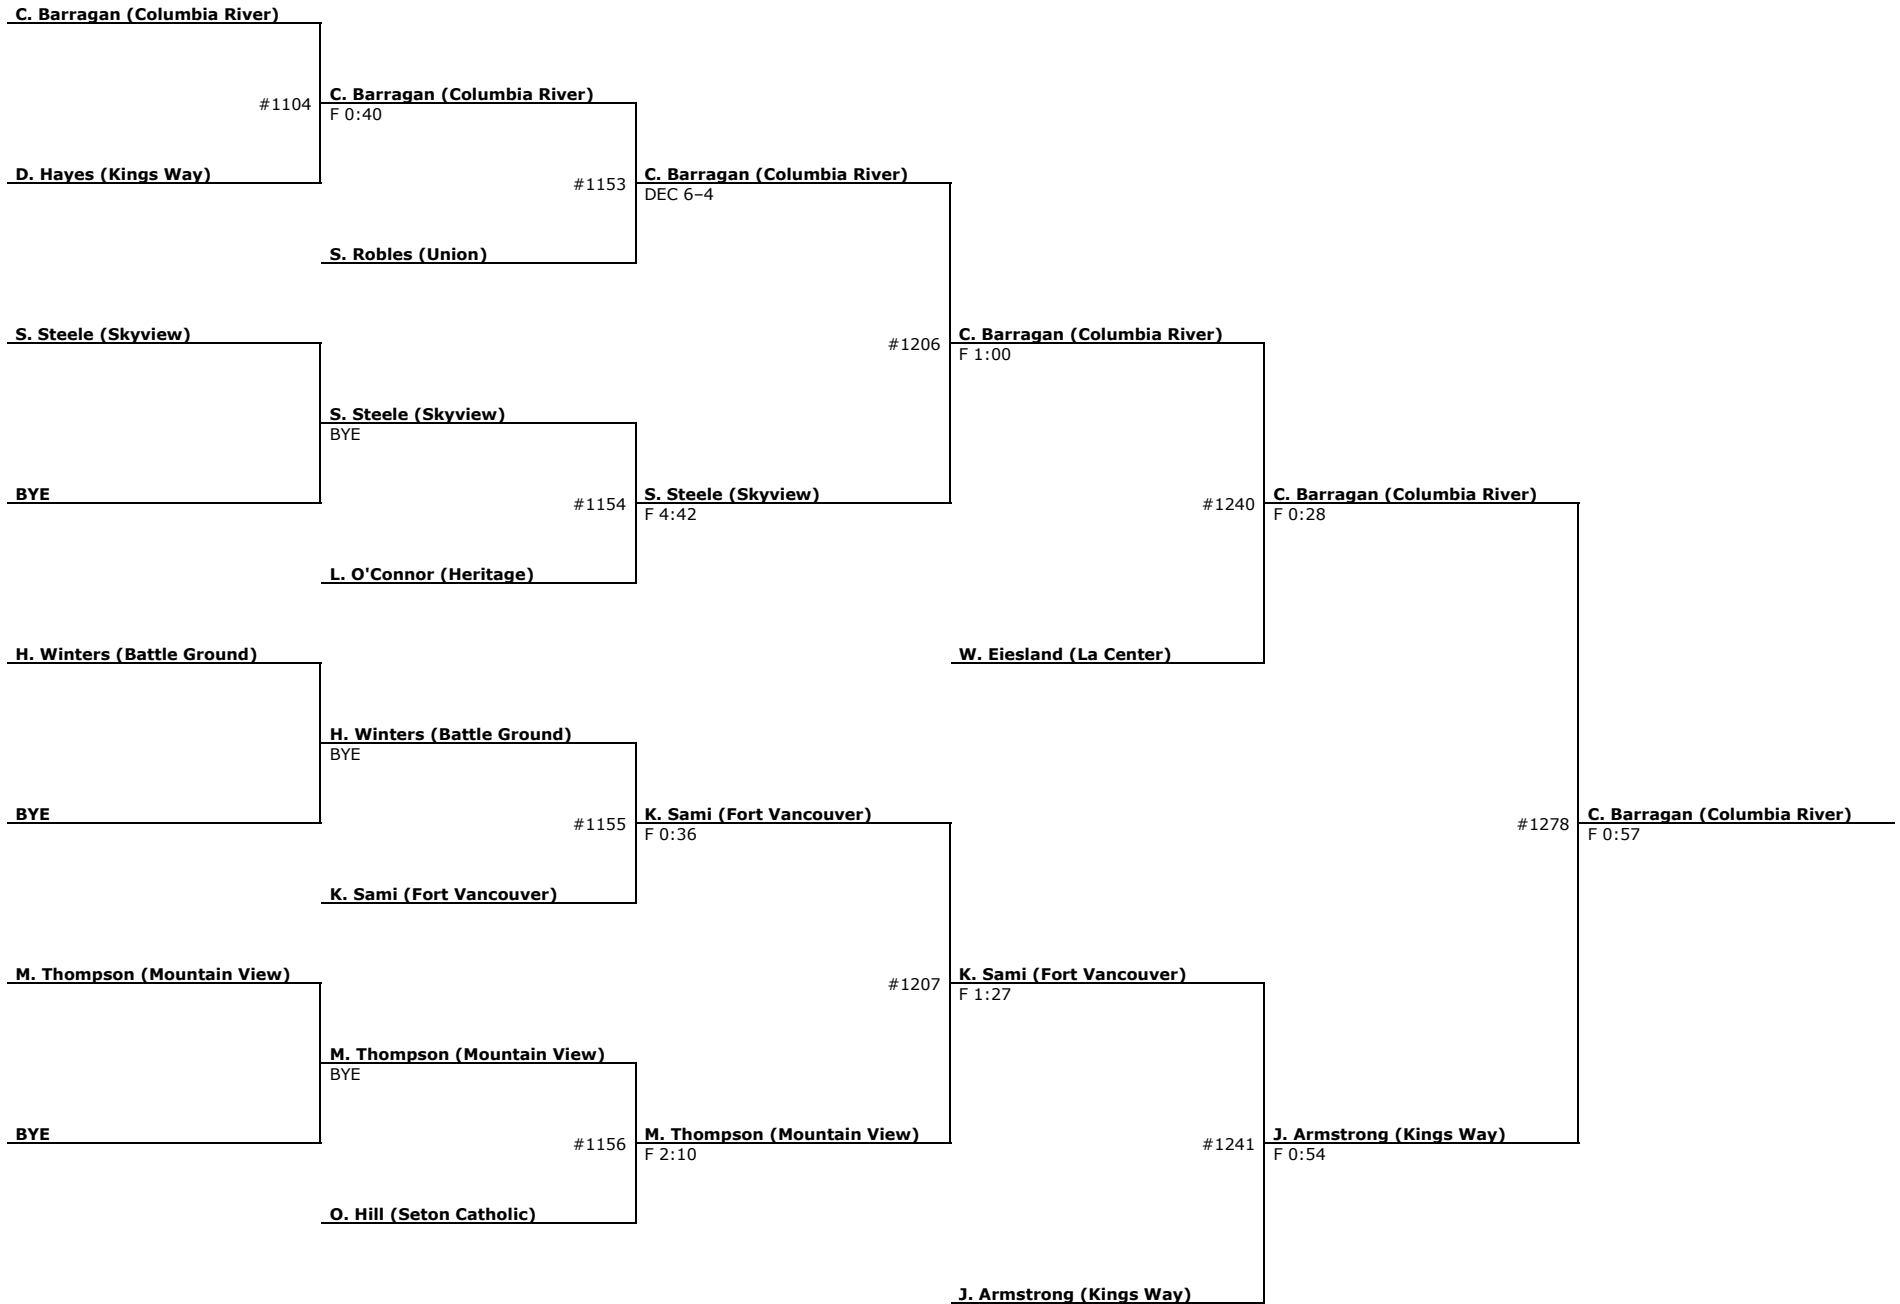 C. Barragan (Columbia River)
#1104
C. Barragan (Columbia River)
F 0:40
D. Hayes (Kings Way)
#1153
C. Barragan (Columbia River)
DEC 6–4
S. Robles (Union)
S. Steele (Skyview)
#1206
C. Barragan (Columbia River)
F 1:00
S. Steele (Skyview)
BYE
BYE
#1154
S. Steele (Skyview)
F 4:42
#1240
C. Barragan (Columbia River)
F 0:28
L. O'Connor (Heritage)
H. Winters (Battle Ground)
W. Eiesland (La Center)
H. Winters (Battle Ground)
BYE
BYE
#1155
K. Sami (Fort Vancouver)
F 0:36
#1278
C. Barragan (Columbia River)
F 0:57
K. Sami (Fort Vancouver)
M. Thompson (Mountain View)
#1207
K. Sami (Fort Vancouver)
F 1:27
M. Thompson (Mountain View)
BYE
BYE
#1156
M. Thompson (Mountain View)
F 2:10
#1241
J. Armstrong (Kings Way)
F 0:54
O. Hill (Seton Catholic)
J. Armstrong (Kings Way)